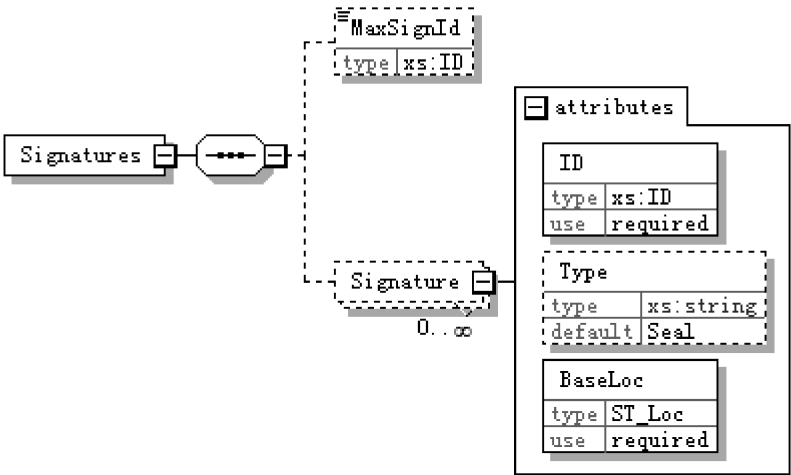 MaxSignId
type xs:ID
Signatures
attributes
ID
type xs:ID
use required
Signature
0..∞
Type
type xs:string
default Seal
BaseLoc
type ST_Loc
use required